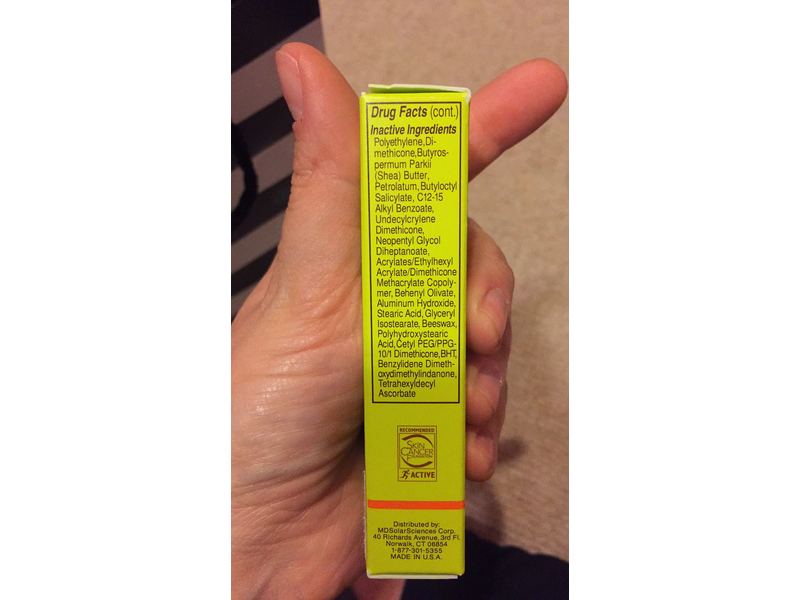 Drug Facts (cont.)
Inactive Ingredients
Polyethylene,Di-
methicone,Butyros-
permum Parkii
(Shea) Butter,
Petrolatum, Butyloctyl
Salicylate, C12-15
Alkyl Benzoate,
Undecylcrylene
Dimethicone,
Neopentyl Glycol
Diheptanoate,
Acrylates/Ethylhexyl
Acrylate/Dimethicone
Methacrylate Copoly-
mer, Behenyl Olivate,
Aluminum Hydroxide,
Stearic Acid, Glyceryl
Isostearate, Beeswax,
Polyhydroxystearic
Acid,Cetyl PEG/PPG-
10/1 Dimethicone,BHT,
Benzylidene Dimeth-
oxydimethylindanone,
Tetrahexyldecyl
Ascorbate
RECOMMENDED
SKIN
CANCER
FOUNDATION
ACTIVE
Distributed by:
MDSolarSciences Corp.
40 Richards Avenue, 3rd Fl.
Norwalk, CT 06854
1-877-301-5355
MADE IN U.S.A.